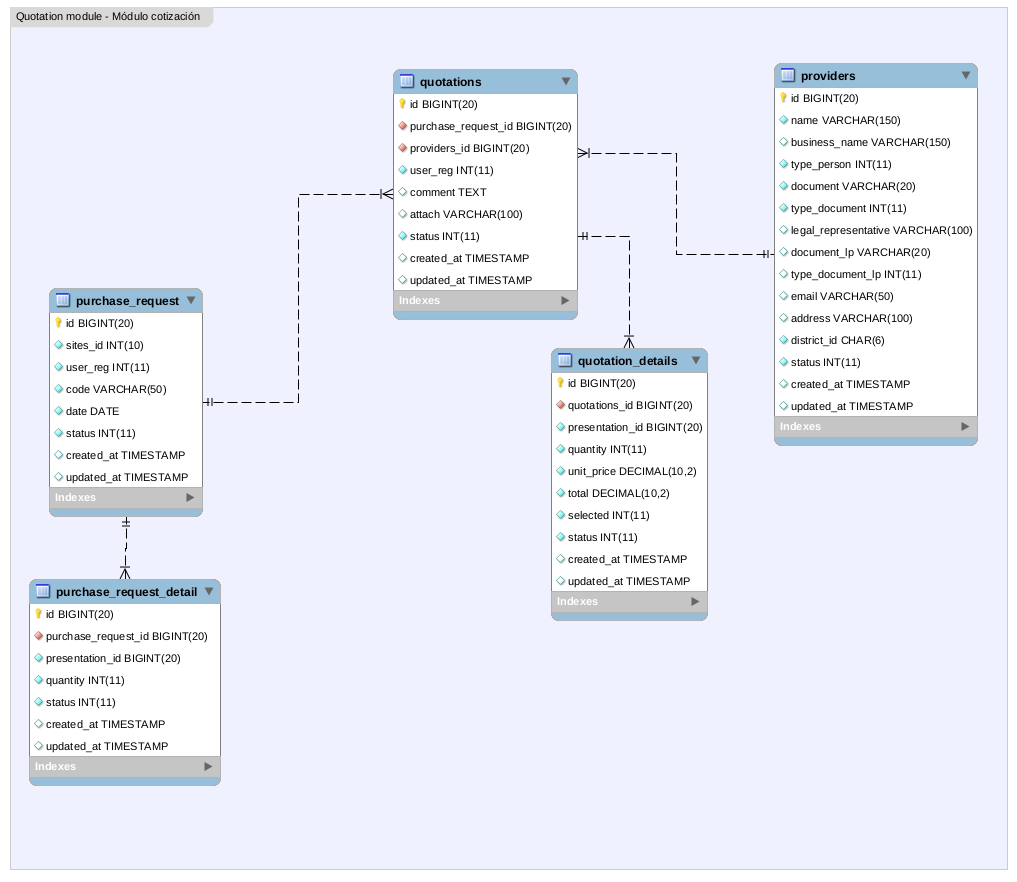 Quotation module - Módulo cotización
quotations
id BIGINT(20)
purchase_request_id BIGINT(20)
providers_id BIGINT(20)
user_reg INT(11)
comment TEXT
attach VARCHAR(100)
status INT(11)
created_at TIMESTAMP
updated_at TIMESTAMP
Indexes
providers
id BIGINT(20)
name VARCHAR(150)
business_name VARCHAR(150)
type_person INT(11)
document VARCHAR(20)
type_document INT(11)
legal_representative VARCHAR(100)
document_lp VARCHAR(20)
type_document_lp INT(11)
email VARCHAR(50)
address VARCHAR(100)
district_id CHAR(6)
status INT(11)
created_at TIMESTAMP
updated_at TIMESTAMP
Indexes
purchase_request
id BIGINT(20)
sites_id INT(10)
user_reg INT(11)
code VARCHAR(50)
date DATE
status INT(11)
created_at TIMESTAMP
updated_at TIMESTAMP
Indexes
quotation_details
id BIGINT(20)
quotations_id BIGINT(20)
presentation_id BIGINT(20)
quantity INT(11)
unit_price DECIMAL(10,2)
total DECIMAL(10,2)
selected INT(11)
status INT(11)
created_at TIMESTAMP
updated_at TIMESTAMP
Indexes
purchase_request_detail
id BIGINT(20)
purchase_request_id BIGINT(20)
presentation_id BIGINT(20)
quantity INT(11)
status INT(11)
created_at TIMESTAMP
updated_at TIMESTAMP
Indexes